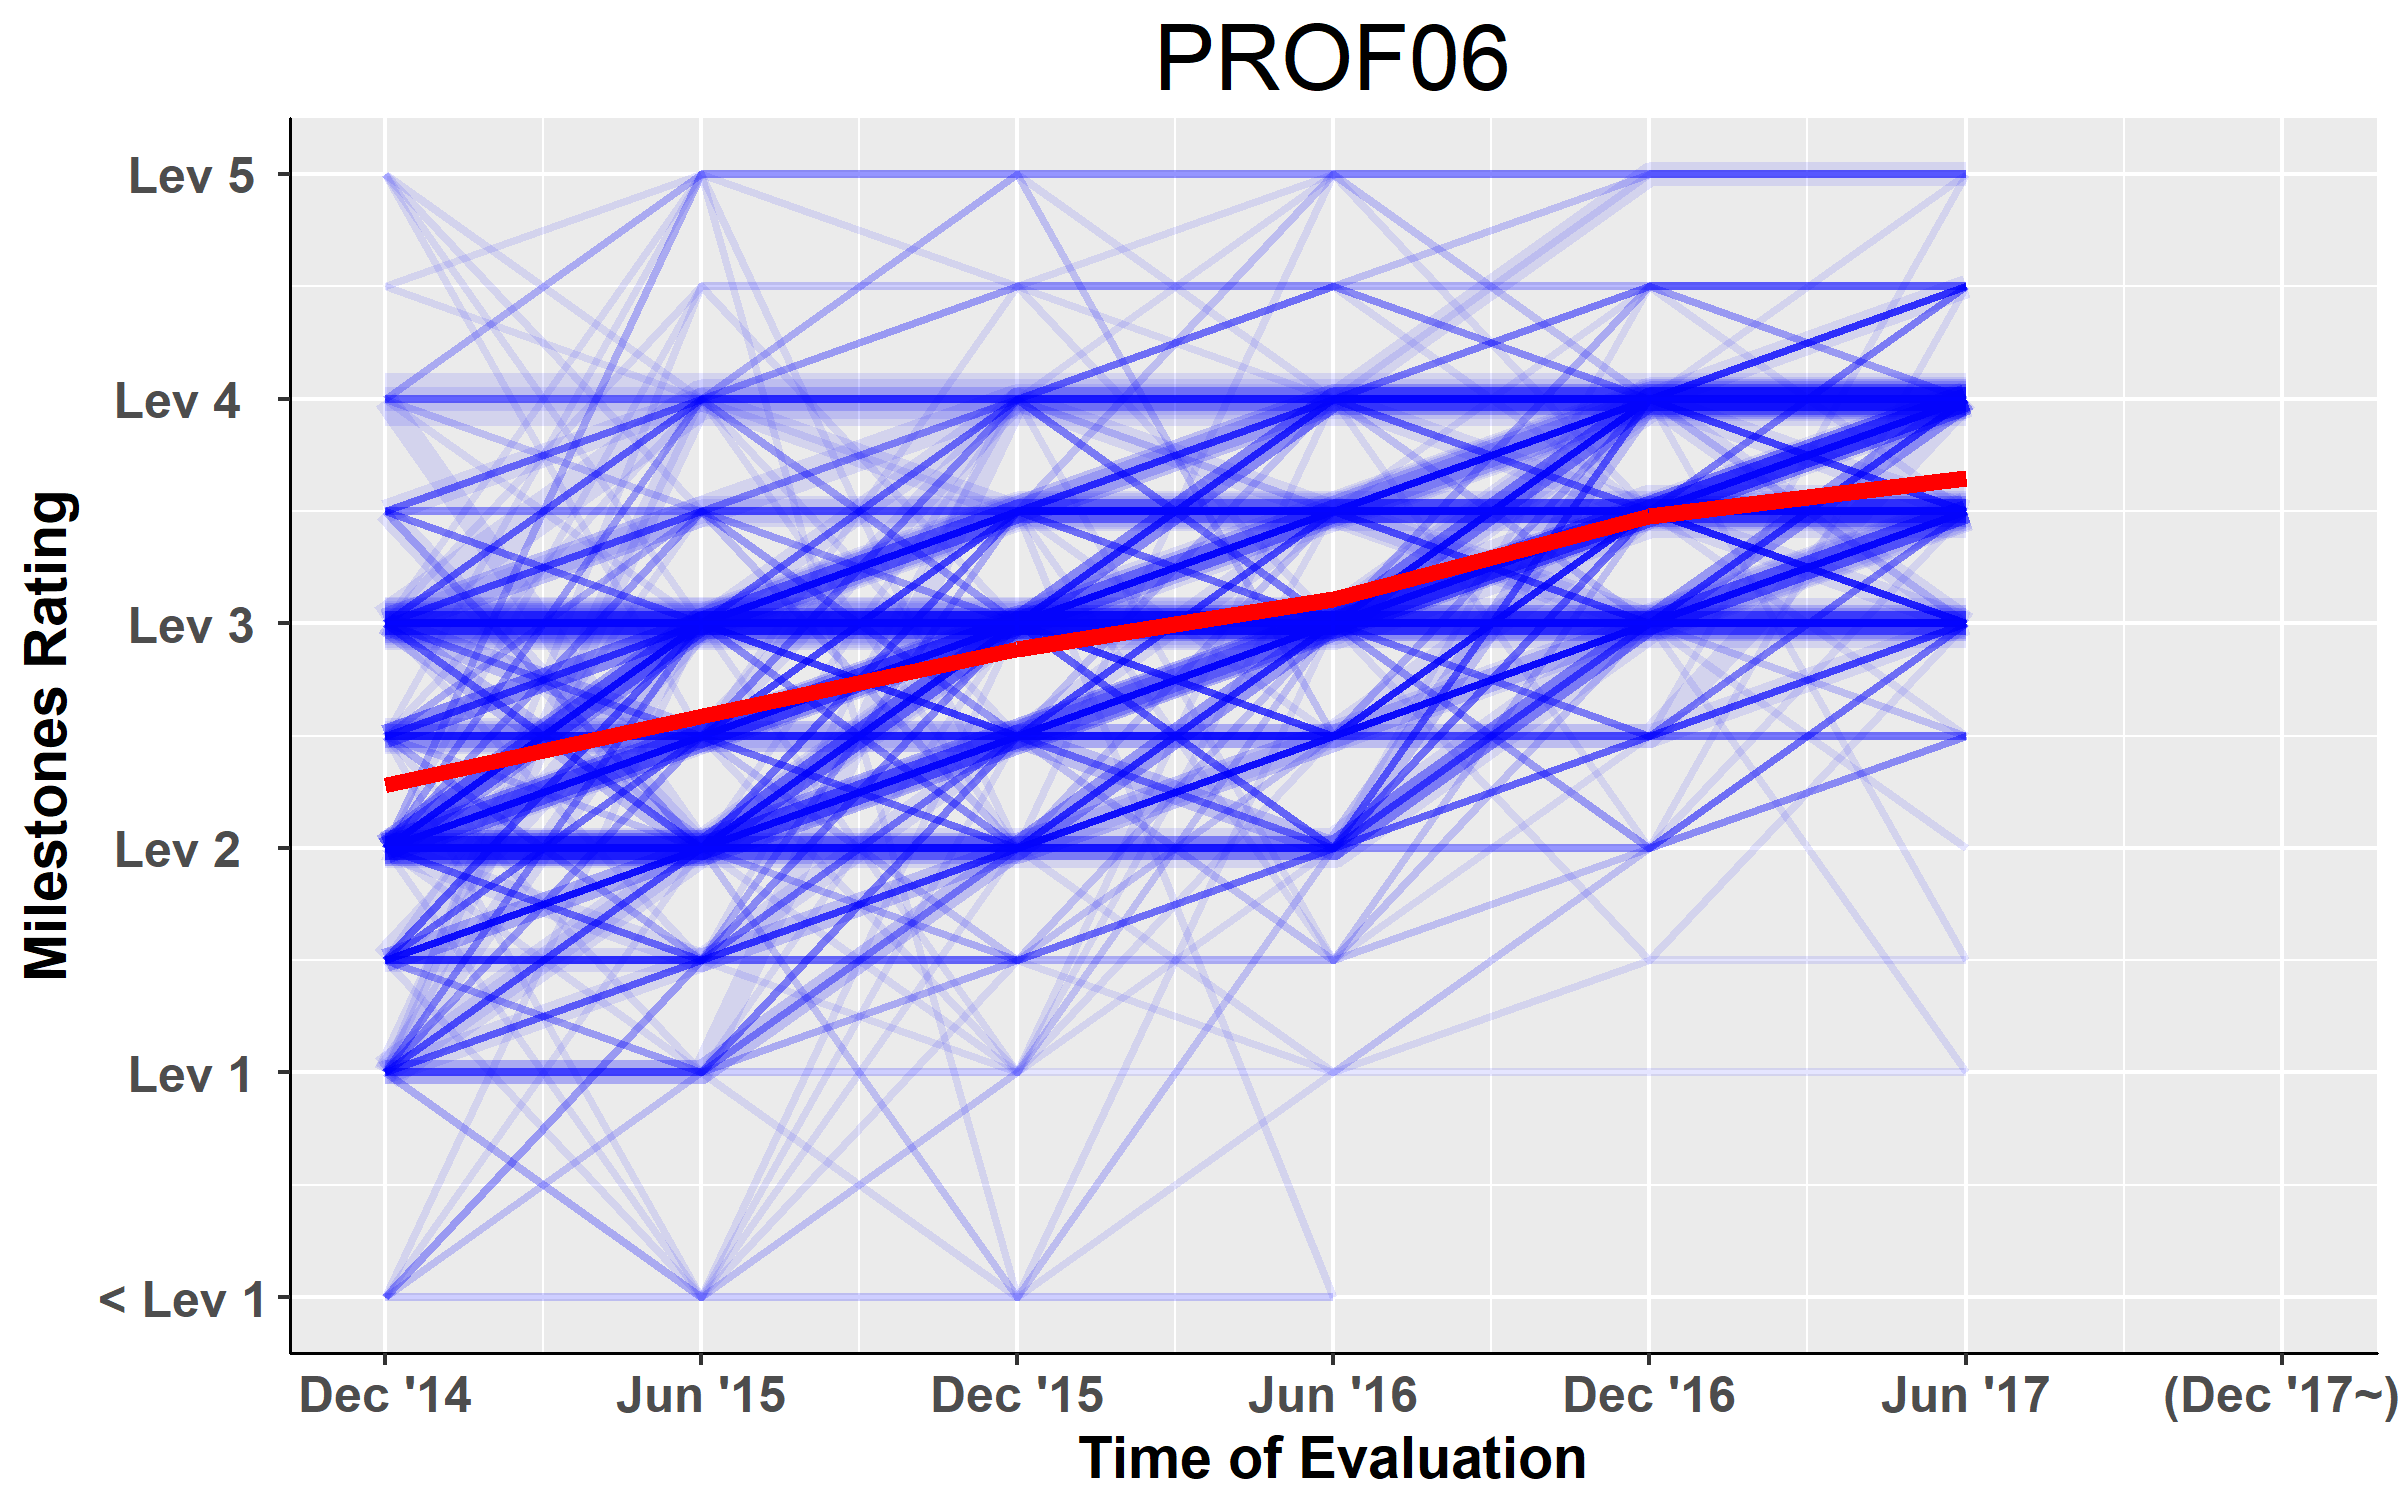 PROF06
Milestones Rating
Lev 5
Lev 4
Lev 3
Lev 2
Lev 1
< Lev 1
Dec '14 Jun '15 Dec '15 Jun '16 Dec '16 Jun '17 (Dec '17~)
Time of Evaluation